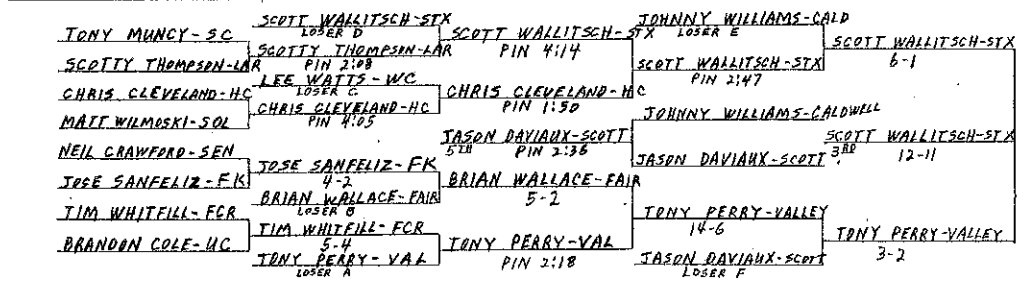 TONY MUNCY-SC
SCOTTY THOMPSON-LAR
CHRIS CLEVELAND-HC
MATT WILMOSKI-SOL
NEIL CRAWFORD-SEN
JOSE SANFELIZ-FK
TIM WHITFILL-FCR
BRANDON COLE-UC
SCOTT WALLITSCH-STX
LOSER D
SCOTTY THOMPSON-LAR
PIN 2:08
LEE WATTS-WC
LOSER C
CHRIS CLEVELAND-HC
PIN 4:05
JOSE SANFELIZ-FK
4-2
BRIAN WALLACE-FAIR
LOSER B
TIM WHITFILL-FCR
5-4
TONY PERRY-VAL
LOSER A
SCOTT WALLITSCH-STX
PIN 4:14
CHRIS CLEVELAND-HC
PIN 1:50
JASON DAVIAUX-SCOTT
5TH PIN 2:36
BRIAN WALLACE-FAIR
5-2
TONY PERRY-VAL
PIN 2:18
JOHNNY WILLIAMS-CALD
LOSER E
SCOTT WALLITSCH-STX
PIN 2:47
JOHNNY WILLIAMS-CALDWELL
JASON DAVIAUX-SCOTT
TONY PERRY-VALLEY
14-6
JASON DAVIAUX-SCOTT
LOSER F
SCOTT WALLITSCH-STX
6-1
SCOTT WALLITSCH-STX
3RD 12-11
TONY PERRY-VALLEY
3-2